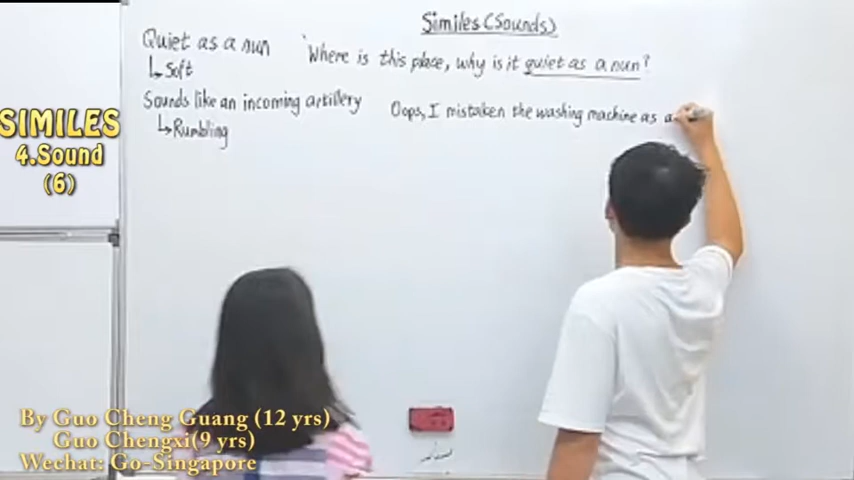 Similes (Sounds)
Quiet as a nun
↳ Soft
Where is this place, why is it quiet as a nun?
Sounds like an incoming artillery
↳ Rumbling
Oops, I mistaken the washing machine as a
SIMILES
4.Sound
(6)
By Guo Cheng Guang (12 yrs)
Guo Chengxi(9 yrs)
Wechat: Go-Singapore